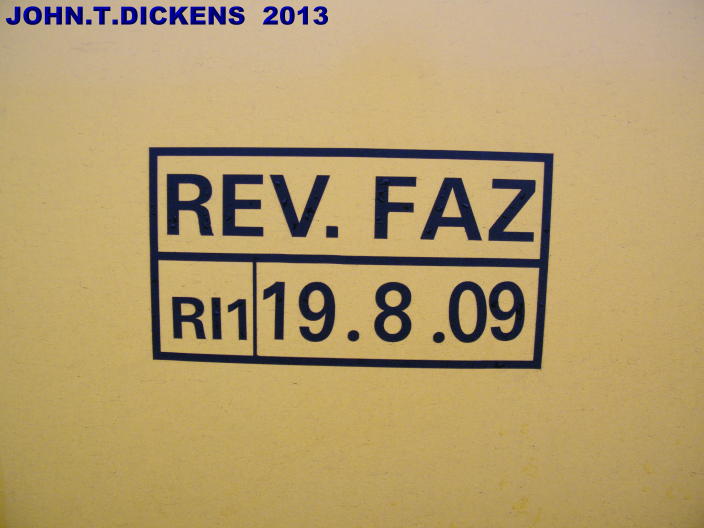 JOHN.T.DICKENS 2013
REV. FAZ
RI1 19.8.09